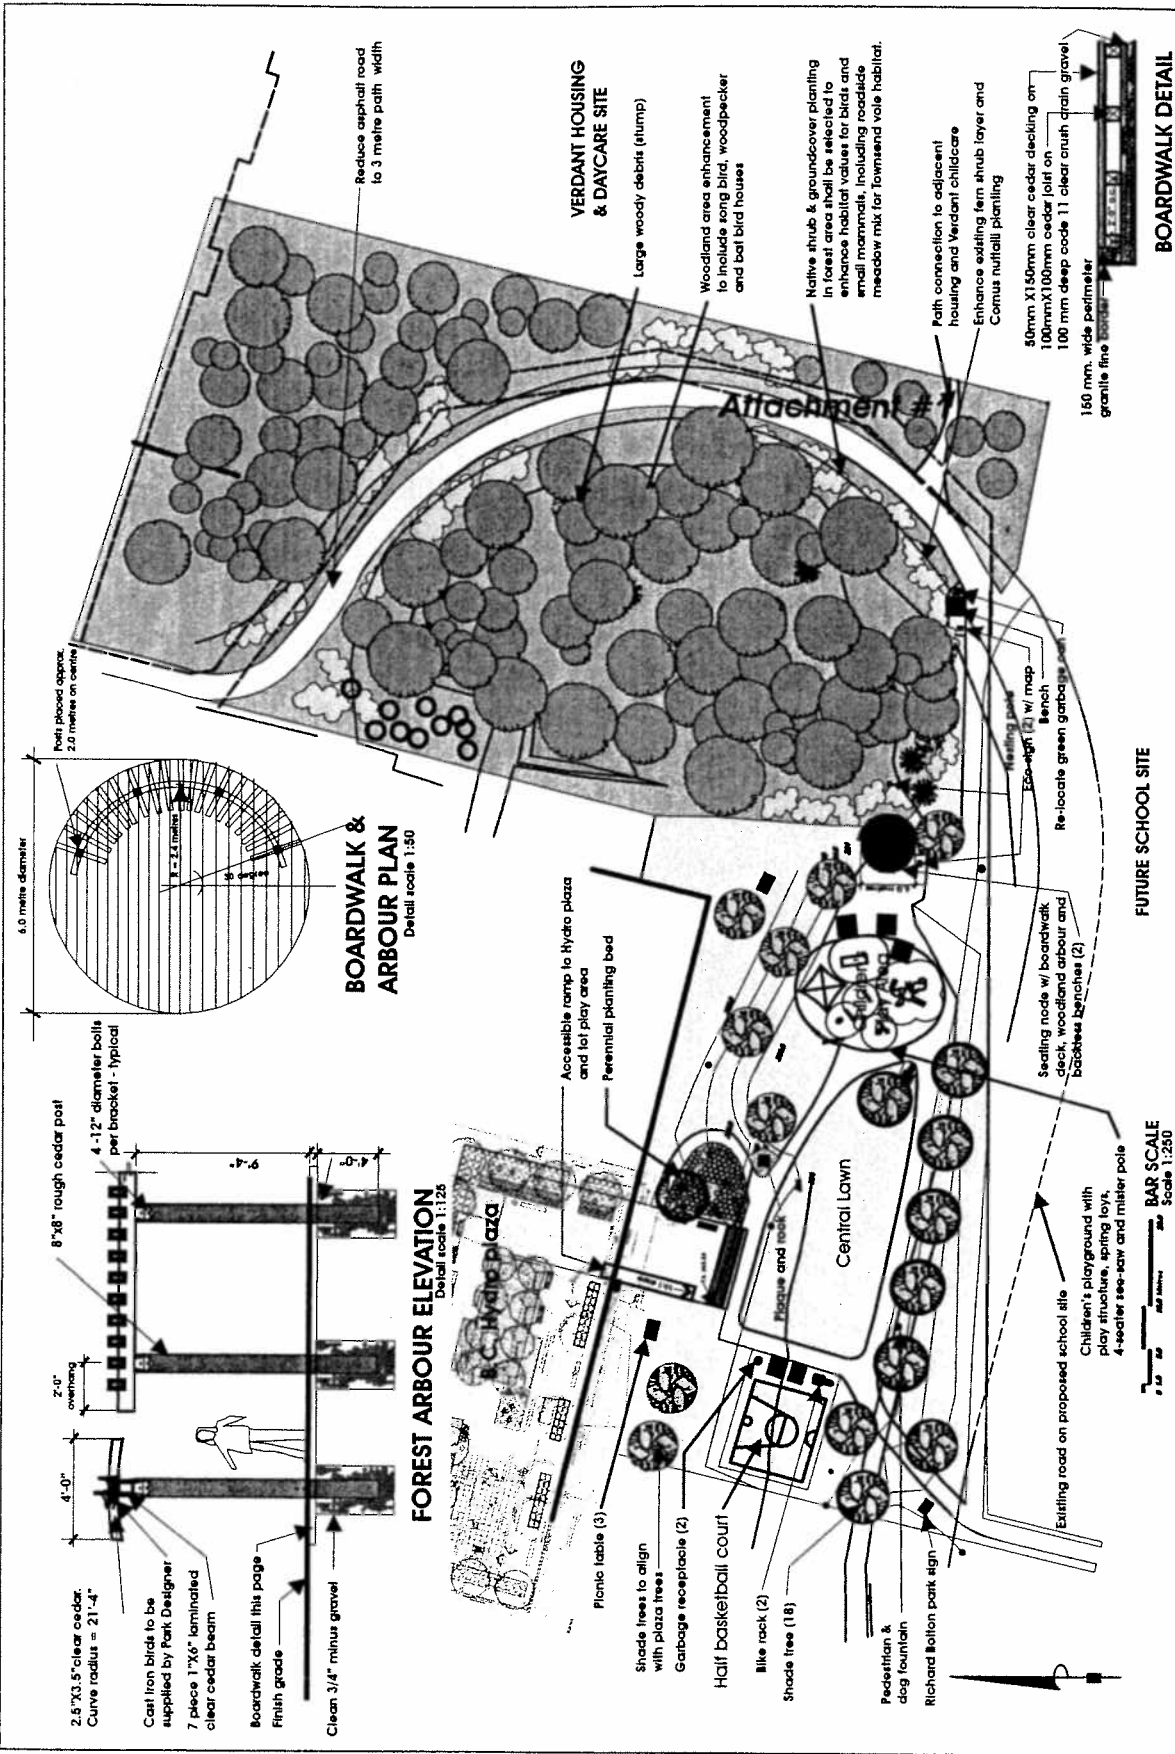 2.5"X3.5"clear cedar.
Curve radius = 21'-4"
Cast iron birds to be
supplied by Park Designer
7 piece 1"X6" laminated
clear cedar beam
Boardwalk detail this page
Finish grade
Clean 3/4" minus gravel
4'-0"
2'-0"
overhang
8"x8" rough cedar post
4 -12" diameter bolts
per bracket - typical
9'-4"
4'-0"
FOREST ARBOUR ELEVATION
Detail scale 1:125
6.0 metre diameter
Posts placed approx.
2.0 metres on centre
R = 2.4 metres
BOARDWALK &
ARBOUR PLAN
Detail scale 1:50
Reduce asphalt road
to 3 metre path width
VERDANT HOUSING
& DAYCARE SITE
Large woody debris (stump)
Woodland area enhancement
to include song bird, woodpecker
and bat bird houses
Native shrub & groundcover planting
in forest area shall be selected to
enhance habitat values for birds and
small mammals, including roadside
meadow mix for Townsend vole habitat.
Attachment #1
Path connection to adjacent
housing and Verdant childcare
Enhance existing fern shrub layer and
Cornus nuttalli planting
50mm X150mm clear cedar decking on
100mmX100mm cedar joist on
100 mm deep code 11 clear crush drain gravel
150 mm. wide perimeter
granite fine border
BOARDWALK DETAIL
B.C. Hydro plaza
Accessible ramp to Hydro plaza
and tot play area
Perennial planting bed
Picnic table (3)
Shade trees to align
with plaza trees
Garbage receptacle (2)
Half basketball court
Bike rack (2)
Shade tree (18)
Pedestrian &
dog fountain
Richard Bolton park sign
Plaque and rock
Central Lawn
Children's
Play Area
Nesting pole
Eco-sign (2) w/ map
Bench
Re-locate green garbage can
Seating node w/ boardwalk
deck, woodland arbour and
backless benches (2)
FUTURE SCHOOL SITE
Existing road on proposed school site
Children's playground with
play structure, spring toys,
4-seater see-saw and mister pole
BAR SCALE
Scale 1:250